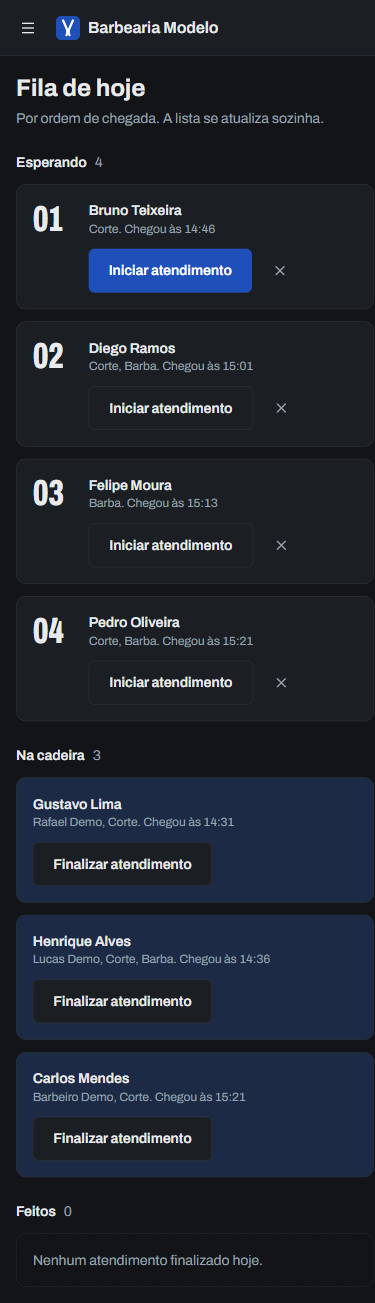 Barbearia Modelo
Fila de hoje
Por ordem de chegada. A lista se atualiza sozinha.
Esperando 4
01
Bruno Teixeira
Corte. Chegou às 14:46
Iniciar atendimento
02
Diego Ramos
Corte, Barba. Chegou às 15:01
Iniciar atendimento
03
Felipe Moura
Barba. Chegou às 15:13
Iniciar atendimento
04
Pedro Oliveira
Corte, Barba. Chegou às 15:21
Iniciar atendimento
Na cadeira 3
Gustavo Lima
Rafael Demo, Corte. Chegou às 14:31
Finalizar atendimento
Henrique Alves
Lucas Demo, Corte, Barba. Chegou às 14:36
Finalizar atendimento
Carlos Mendes
Barbeiro Demo, Corte. Chegou às 15:21
Finalizar atendimento
Feitos 0
Nenhum atendimento finalizado hoje.